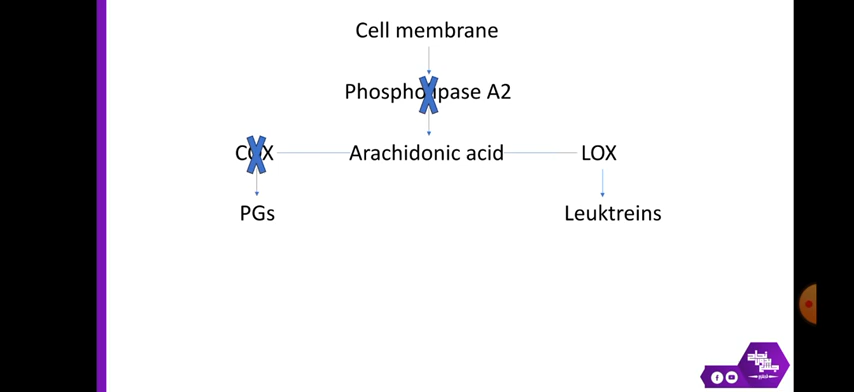 Cell membrane
Phospholipase A2
COX Arachidonic acid LOX
PGs Leuktreins